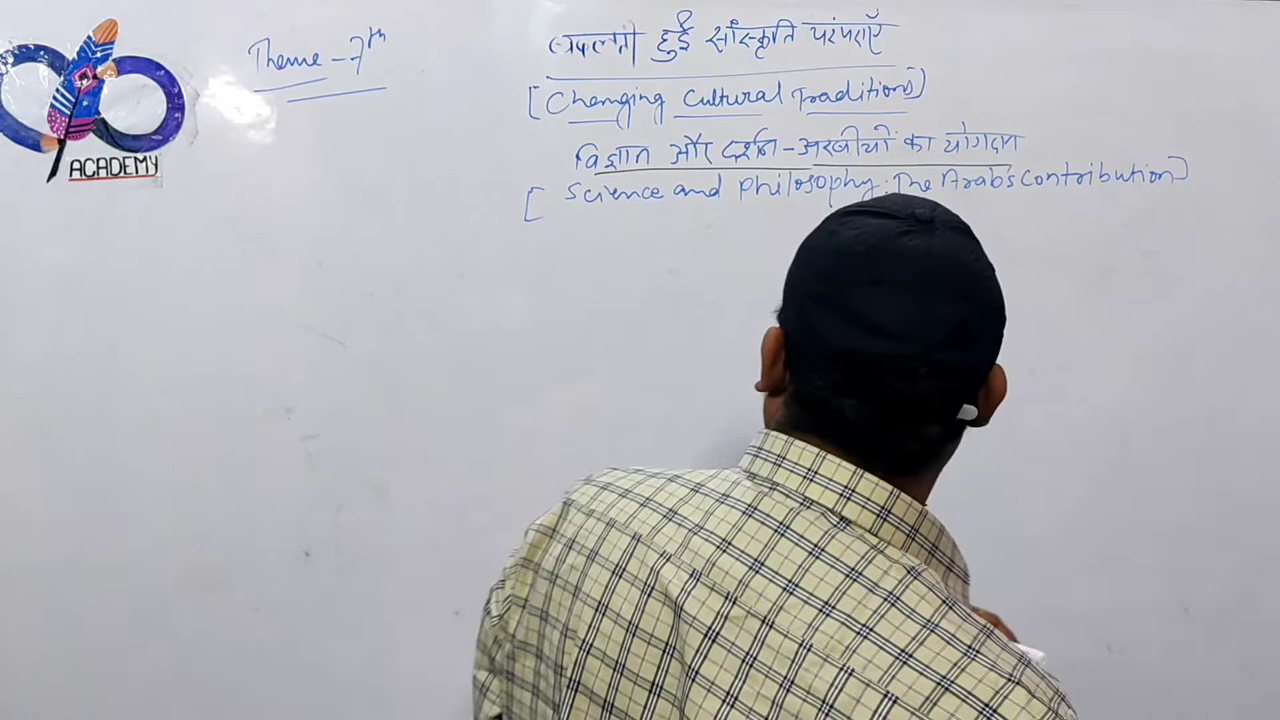 ACADEMY
Theme - 7th
बदलती हुई साँस्कृति परंपराएँ
[Changing Cultural Traditions]
विज्ञान और दर्शन - अरबीयों का योगदान
[Science and Philosophy: The Arab's Contribution]